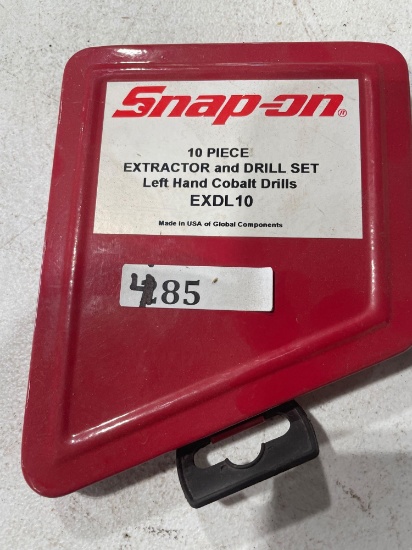 Snap-on®
10 PIECE
EXTRACTOR and DRILL SET
Left Hand Cobalt Drills
EXDL10
Made in USA of Global Components
485